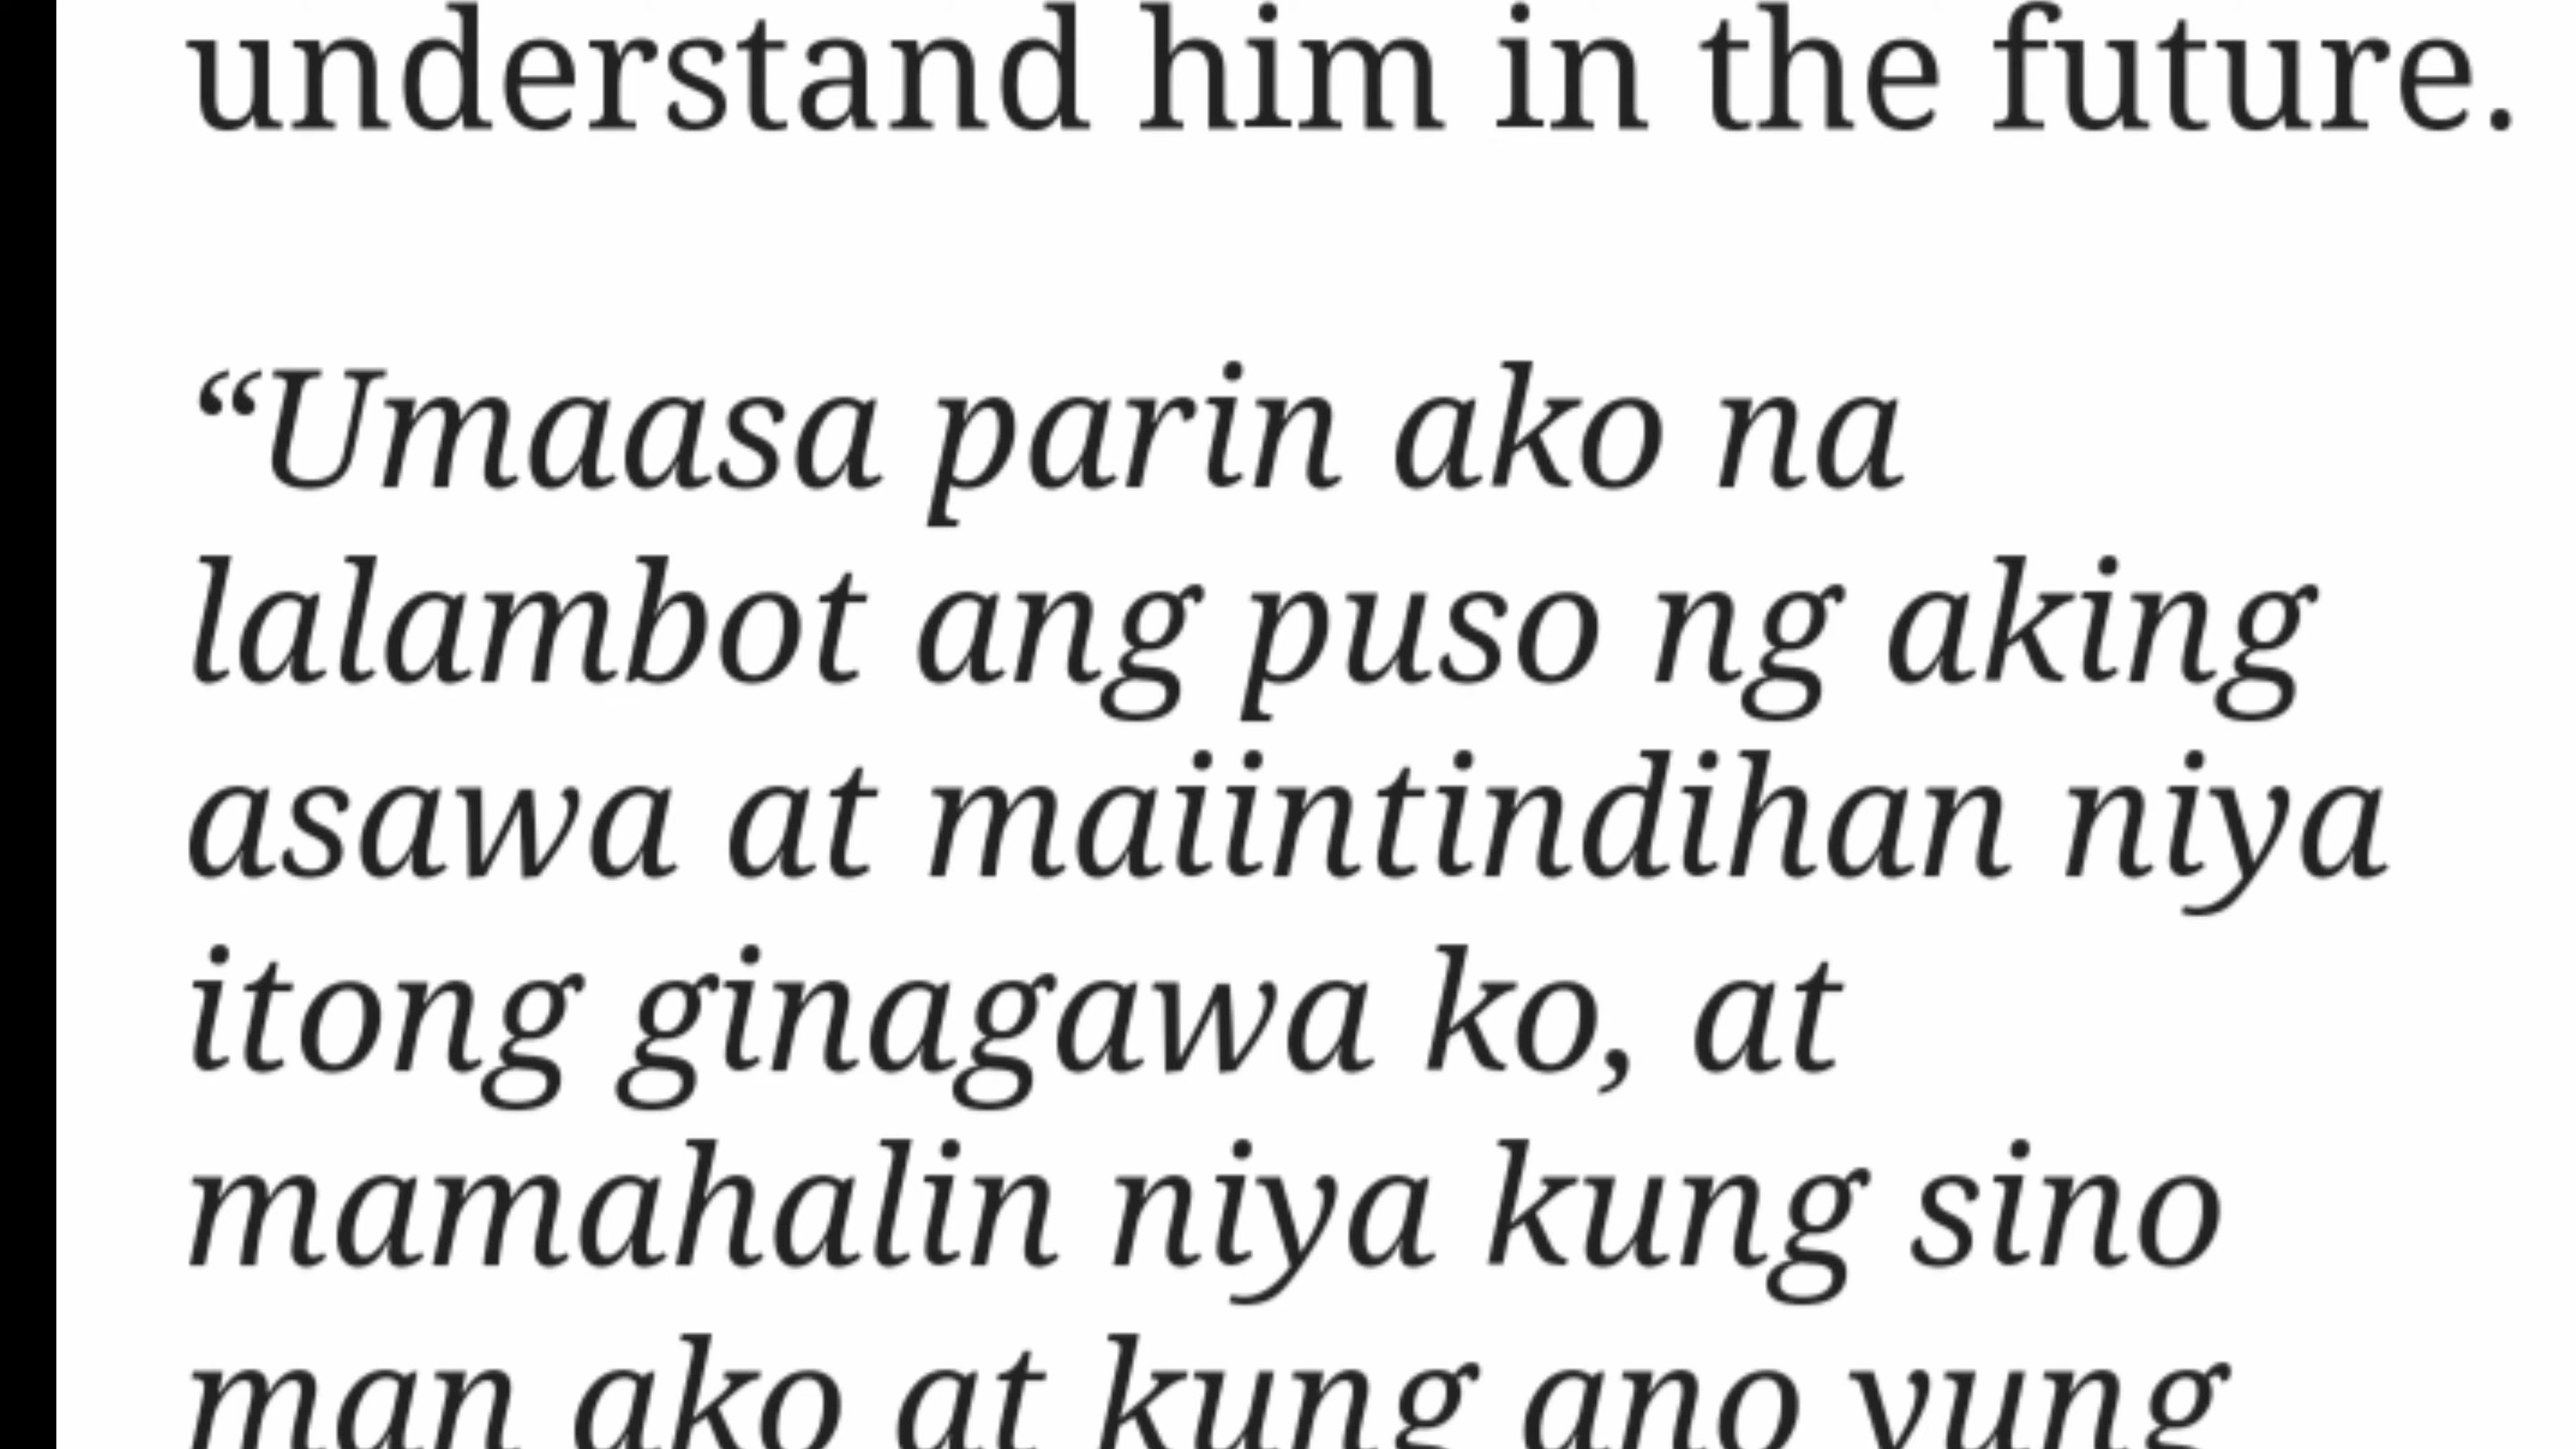 understand him in the future.
“Umaasa parin ako na
lalambot ang puso ng aking
asawa at maiintindihan niya
itong ginagawa ko, at
mamahalin niya kung sino
man ako at kung ano yung